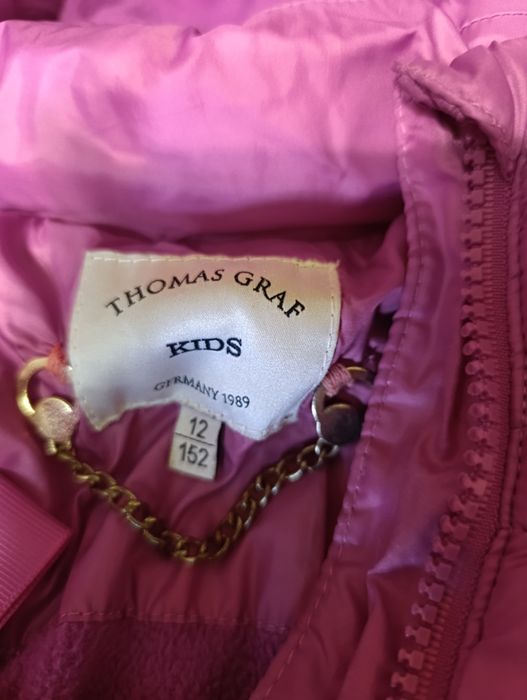 THOMAS GRAF
KIDS
GERMANY 1989
12
152